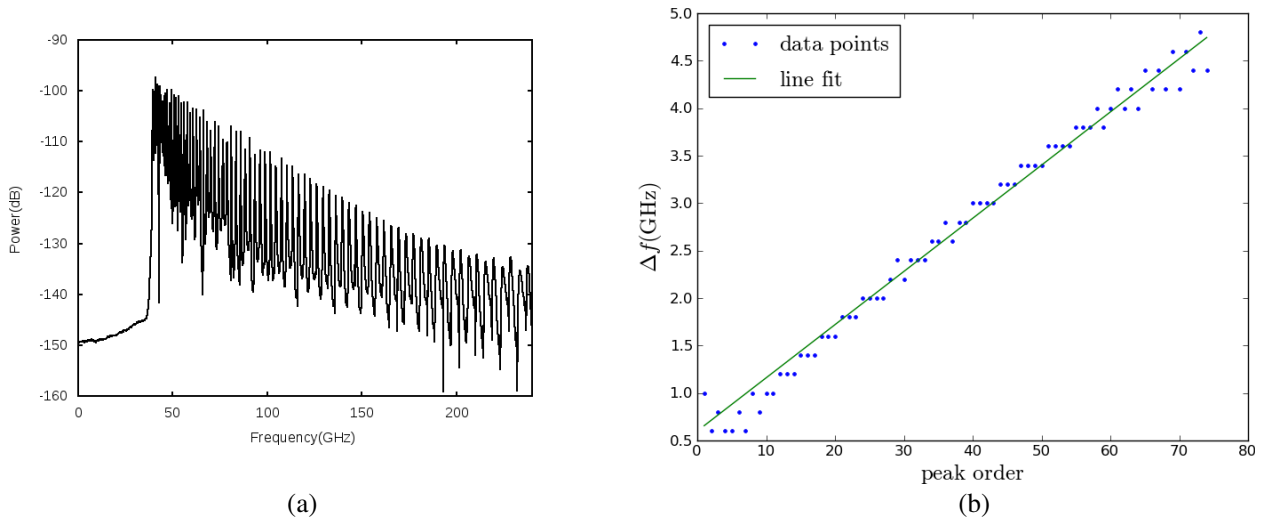 -90
-100
-110
-120
-130
-140
-150
-160
Power(dB)
0 50 100 150 200
Frequency(GHz)
(a)
5.0
4.5
4.0
3.5
3.0
2.5
2.0
1.5
1.0
0.5
Δf(GHz)
data points
line fit
0 10 20 30 40 50 60 70 80
peak order
(b)